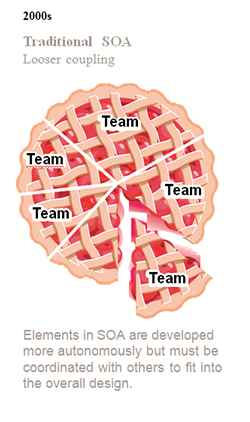 2000s
Traditional SOA
Looser coupling
Team
Team
Team
Team
Team
Elements in SOA are developed
more autonomously but must be
coordinated with others to fit into
the overall design.